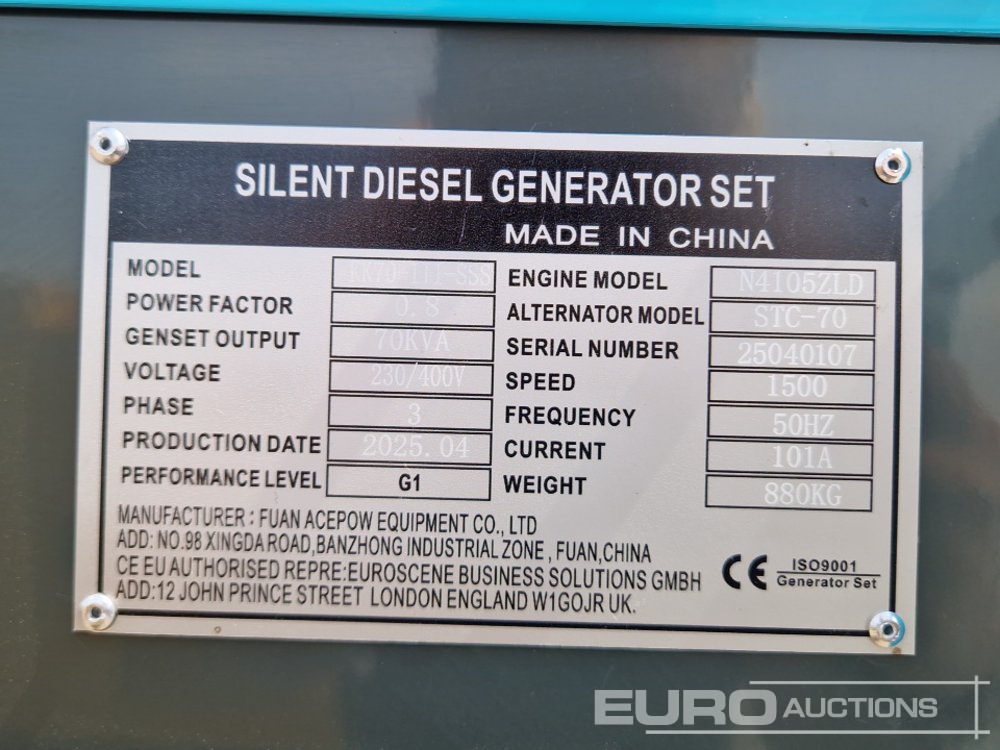 SILENT DIESEL GENERATOR SET
MADE IN CHINA
MODEL
POWER FACTOR 0.8
GENSET OUTPUT 70KVA
VOLTAGE 230/400V
PHASE 3
PRODUCTION DATE 2025.04
PERFORMANCE LEVEL G1
ENGINE MODEL N4105ZLD
ALTERNATOR MODEL STC-70
SERIAL NUMBER 25040107
SPEED 1500
FREQUENCY 50HZ
CURRENT 101A
WEIGHT 880KG
MANUFACTURER : FUAN ACEPOW EQUIPMENT CO., LTD
ADD: NO.98 XINGDA ROAD,BANZHONG INDUSTRIAL ZONE , FUAN,CHINA
CE EU AUTHORISED REPRE:EUROSCENE BUSINESS SOLUTIONS GMBH
ADD:12 JOHN PRINCE STREET LONDON ENGLAND W1GOJR UK.
CE
ISO9001
Generator Set
EURO AUCTIONS